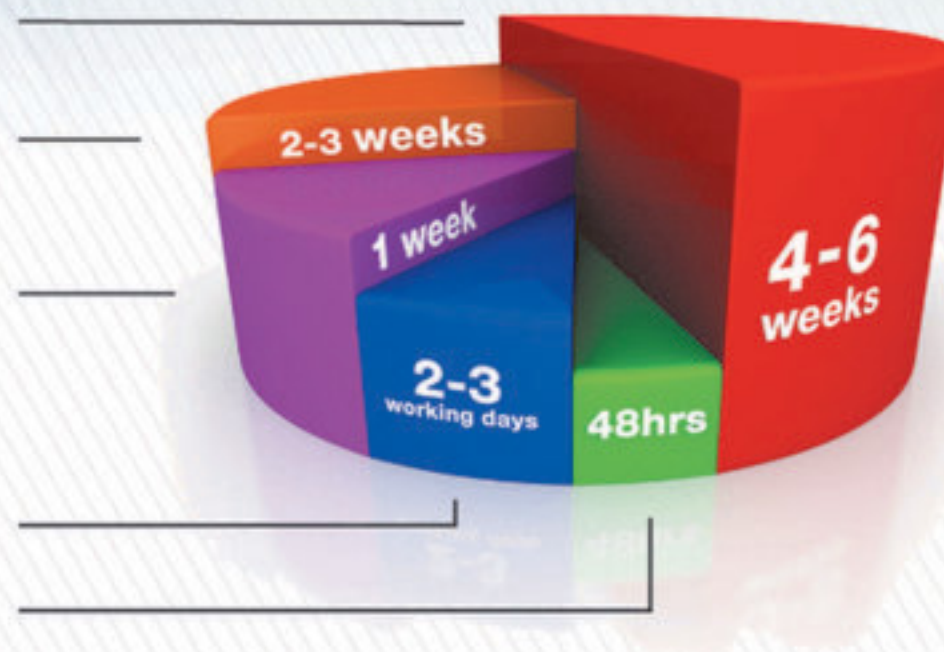 2-3 weeks
1 week
4-6
weeks
2-3
working days
48hrs